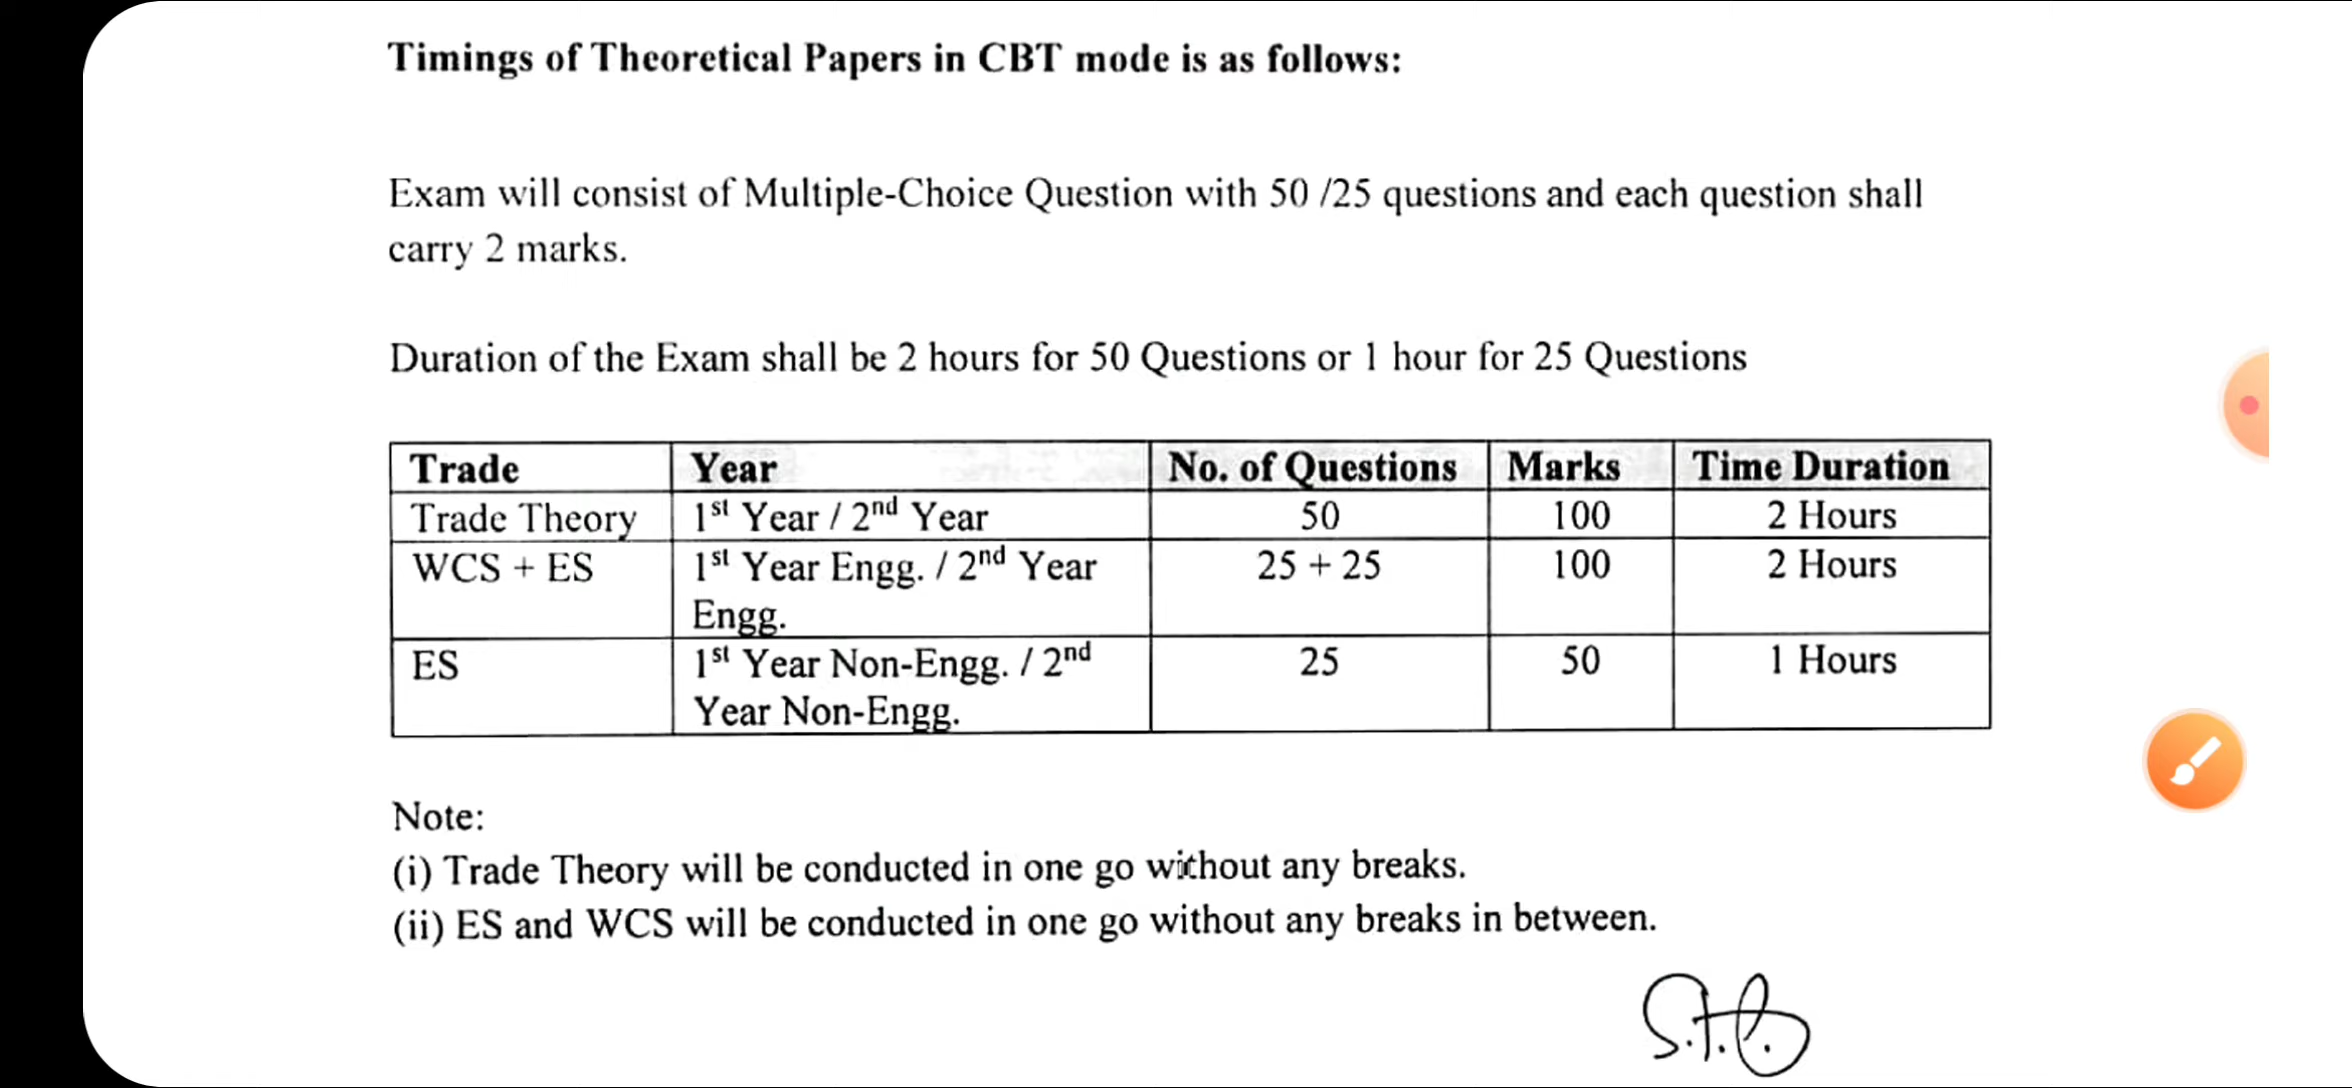 Timings of Theoretical Papers in CBT mode is as follows:
Exam will consist of Multiple-Choice Question with 50 /25 questions and each question shall
carry 2 marks.
Duration of the Exam shall be 2 hours for 50 Questions or 1 hour for 25 Questions
Trade Year No. of Questions Marks Time Duration
Trade Theory 1st Year / 2nd Year 50 100 2 Hours
WCS + ES 1st Year Engg. / 2nd Year 25 + 25 100 2 Hours
Engg.
ES 1st Year Non-Engg. / 2nd 25 50 1 Hours
Year Non-Engg.
Note:
(i) Trade Theory will be conducted in one go without any breaks.
(ii) ES and WCS will be conducted in one go without any breaks in between.